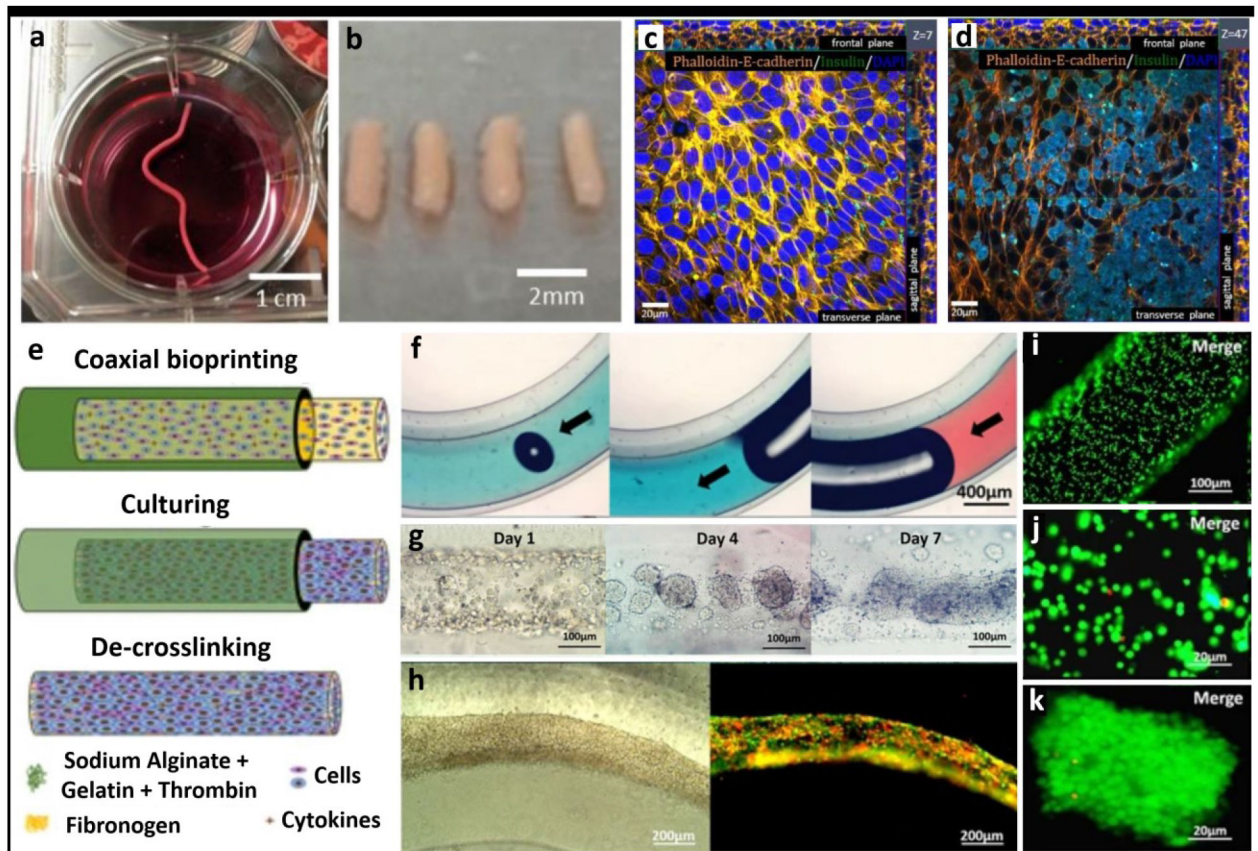 a
1 cm
b
2mm
c
Z=7
frontal plane
Phalloidin-E-cadherin/Insulin/DAPI
20µm
transverse plane
sagittal plane
d
Z=47
frontal plane
Phalloidin-E-cadherin/Insulin/DAPI
20µm
transverse plane
sagittal plane
e
Coaxial bioprinting
Culturing
De-crosslinking
Sodium Alginate +
Gelatin + Thrombin
Cells
Fibronogen
Cytokines
f
400µm
g
Day 1
Day 4
Day 7
100µm
100µm
100µm
h
200µm
200µm
i
Merge
100µm
j
Merge
20µm
k
Merge
20µm